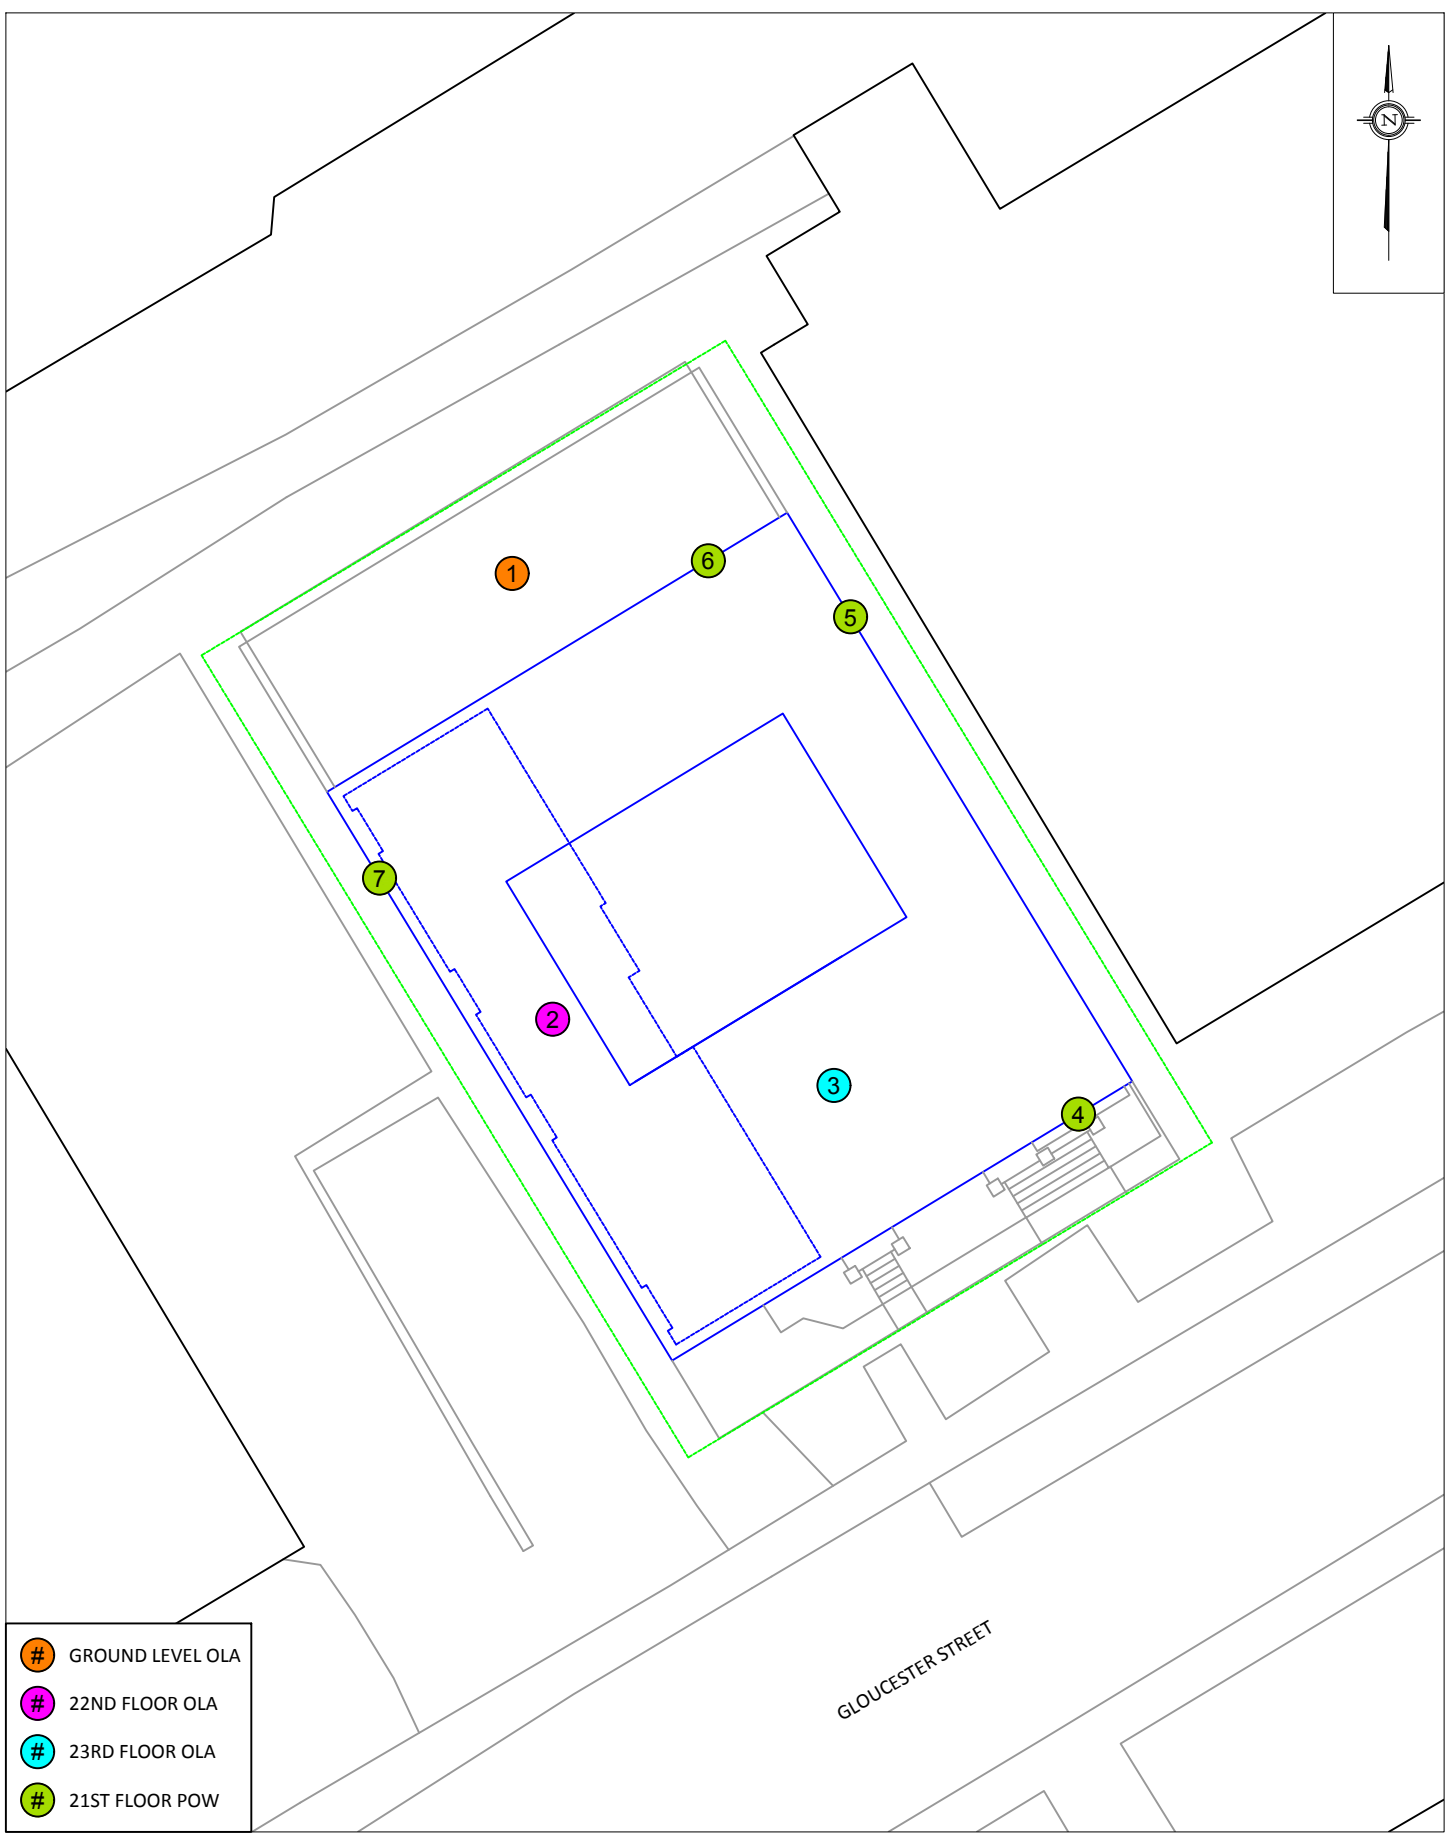 N
1
6
5
7
2
3
4
GLOUCESTER STREET
# GROUND LEVEL OLA
# 22ND FLOOR OLA
# 23RD FLOOR OLA
# 21ST FLOOR POW